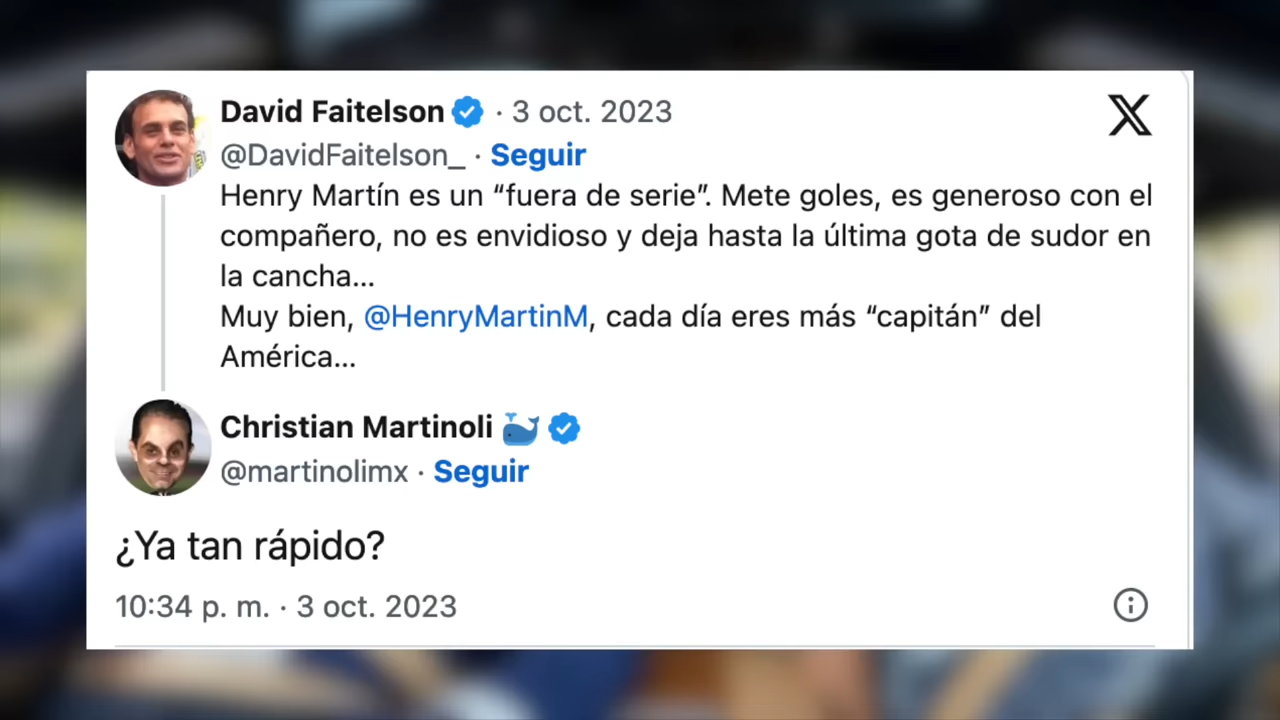 David Faitelson · 3 oct. 2023
@DavidFaitelson_ · Seguir
Henry Martín es un “fuera de serie”. Mete goles, es generoso con el
compañero, no es envidioso y deja hasta la última gota de sudor en
la cancha...
Muy bien, @HenryMartinM, cada día eres más “capitán” del
América...
Christian Martinoli 🐳
@martinolimx · Seguir
¿Ya tan rápido?
10:34 p. m. · 3 oct. 2023